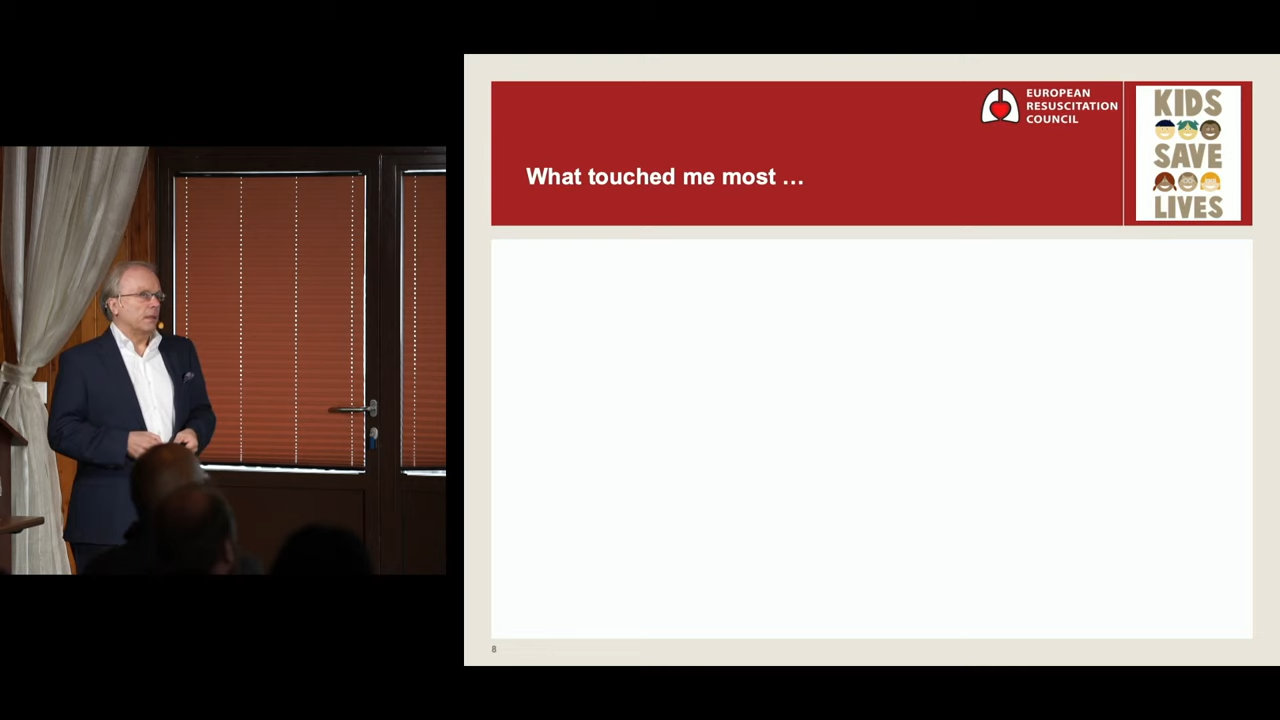 EUROPEAN
RESUSCITATION
COUNCIL
KIDS
SAVE
LIVES
What touched me most …
8